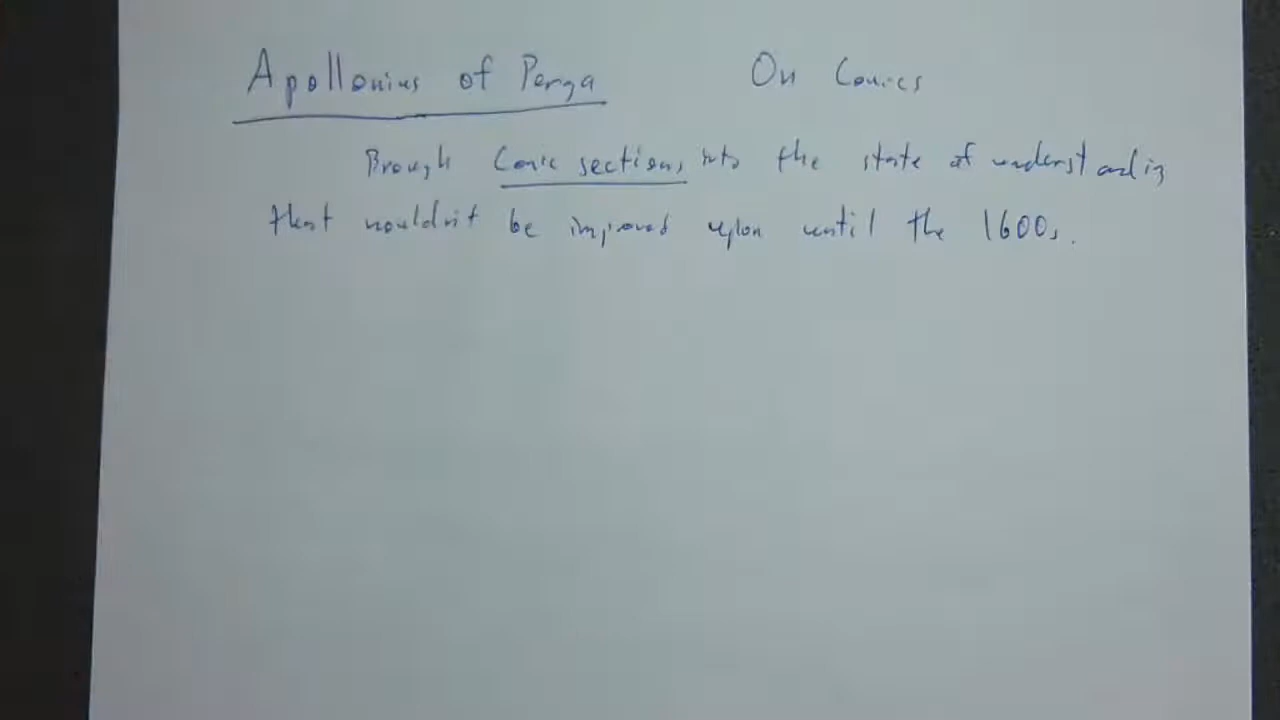 Apollonius of Perga On Conics
Brough Conic sections into the state of understanding
that wouldn't be improved upon until the 1600s.